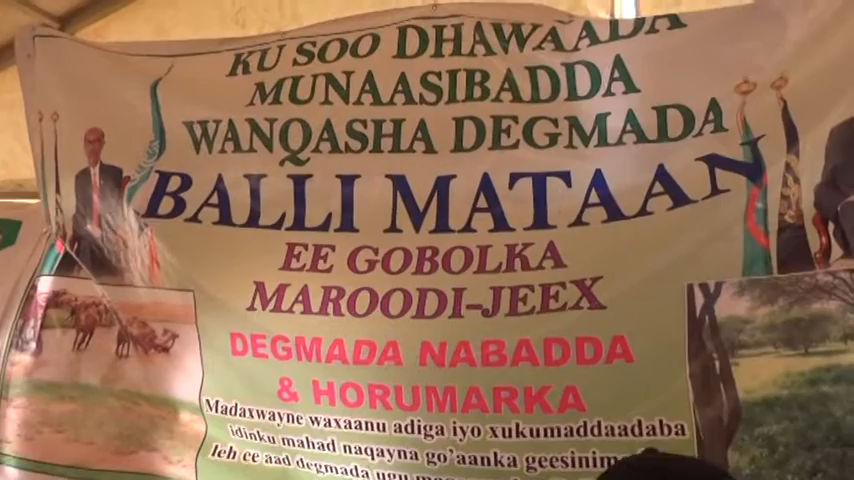 KU SOO DHAWAADA
MUNAASIBADDA
WANQASHA DEGMADA
BALLI MATAAN
EE GOBOLKA
MAROODI-JEEX
DEGMADA NABADDA
& HORUMARKA
Madaxwayne waxaanu adiga iyo xukumaddaadaba
idinku mahad naqayna go'aanka geesinimo
leh ee aad degmada ugu